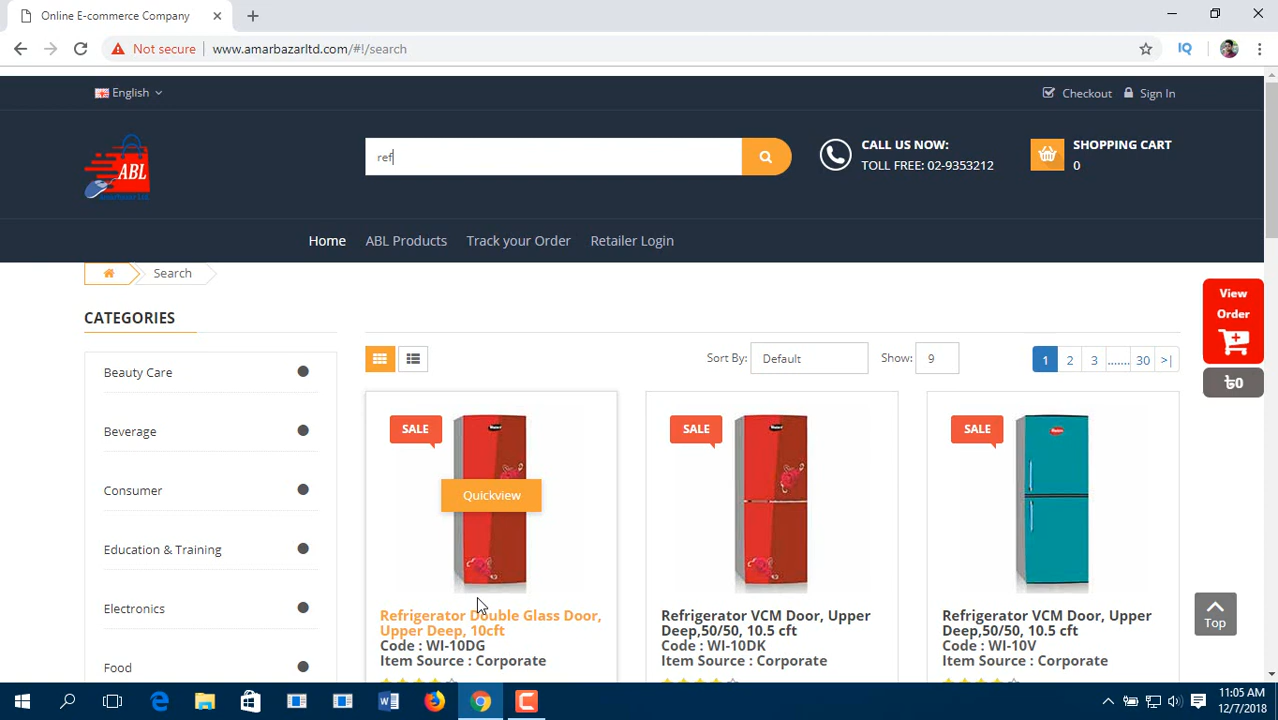 Online E-commerce Company
Not secure
www.amarbazarltd.com/#!/search
IQ
English
Checkout
Sign In
ABL
ref
CALL US NOW:
TOLL FREE: 02-9353212
SHOPPING CART
0
Home
ABL Products
Track your Order
Retailer Login
Search
View
Order
৳0
CATEGORIES
Sort By:
Default
Show:
9
1
2
3
.......
30
>|
Beauty Care
Beverage
Consumer
Education & Training
Electronics
Food
SALE
Quickview
Refrigerator Double Glass Door,
Upper Deep, 10cft
Code : WI-10DG
Item Source : Corporate
SALE
Refrigerator VCM Door, Upper
Deep,50/50, 10.5 cft
Code : WI-10DK
Item Source : Corporate
SALE
Refrigerator VCM Door, Upper
Deep,50/50, 10.5 cft
Code : WI-10V
Item Source : Corporate
Top
11:05 AM
12/7/2018